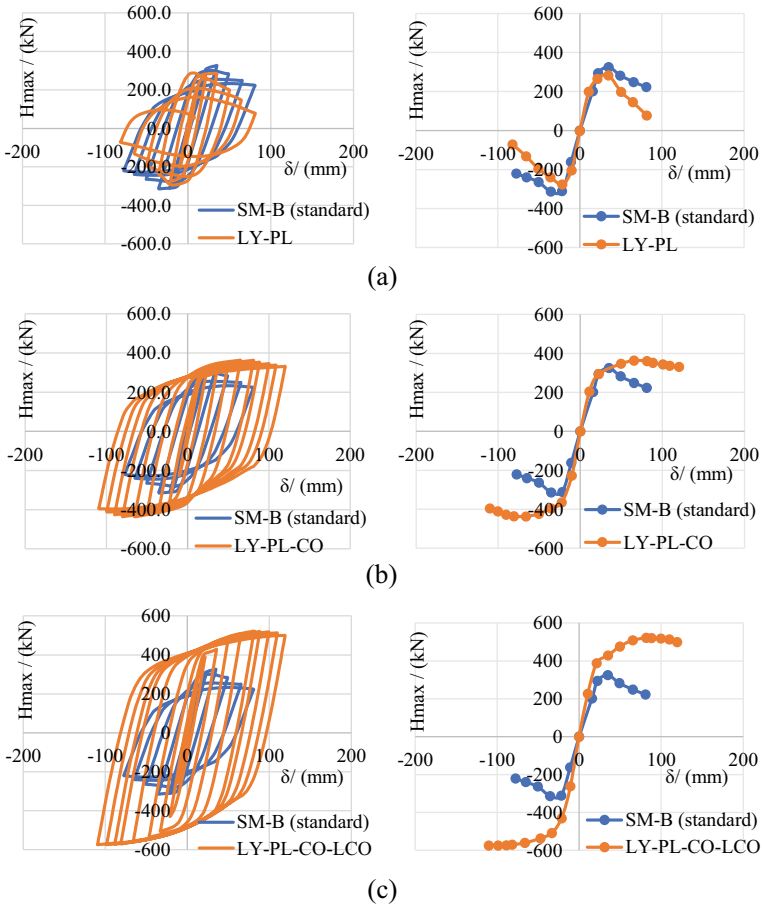 600.0
400.0
200.0
0.0
-200.0
-400.0
-600.0
-200
-100
0
100
200
Hmax / (kN)
δ/ (mm)
SM-B (standard)
LY-PL
600
400
200
0
-200
-400
-600
-200
-100
0
100
200
Hmax / (kN)
δ/ (mm)
SM-B (standard)
LY-PL
(a)
600.0
400.0
200.0
0.0
-200.0
-400.0
-600.0
-200
-100
0
100
200
Hmax / (kN)
δ/ (mm)
SM-B (standard)
LY-PL-CO
600
400
200
0
-200
-400
-600
-200
-100
0
100
200
Hmax / (kN)
δ/ (mm)
SM-B (standard)
LY-PL-CO
(b)
600
400
200
0
-200
-400
-600
-200
-100
0
100
200
Hmax / (kN)
δ/ (mm)
SM-B (standard)
LY-PL-CO-LCO
600
400
200
0
-200
-400
-600
-200
-100
0
100
200
Hmax / (kN)
δ/ (mm)
SM-B (standard)
LY-PL-CO-LCO
(c)